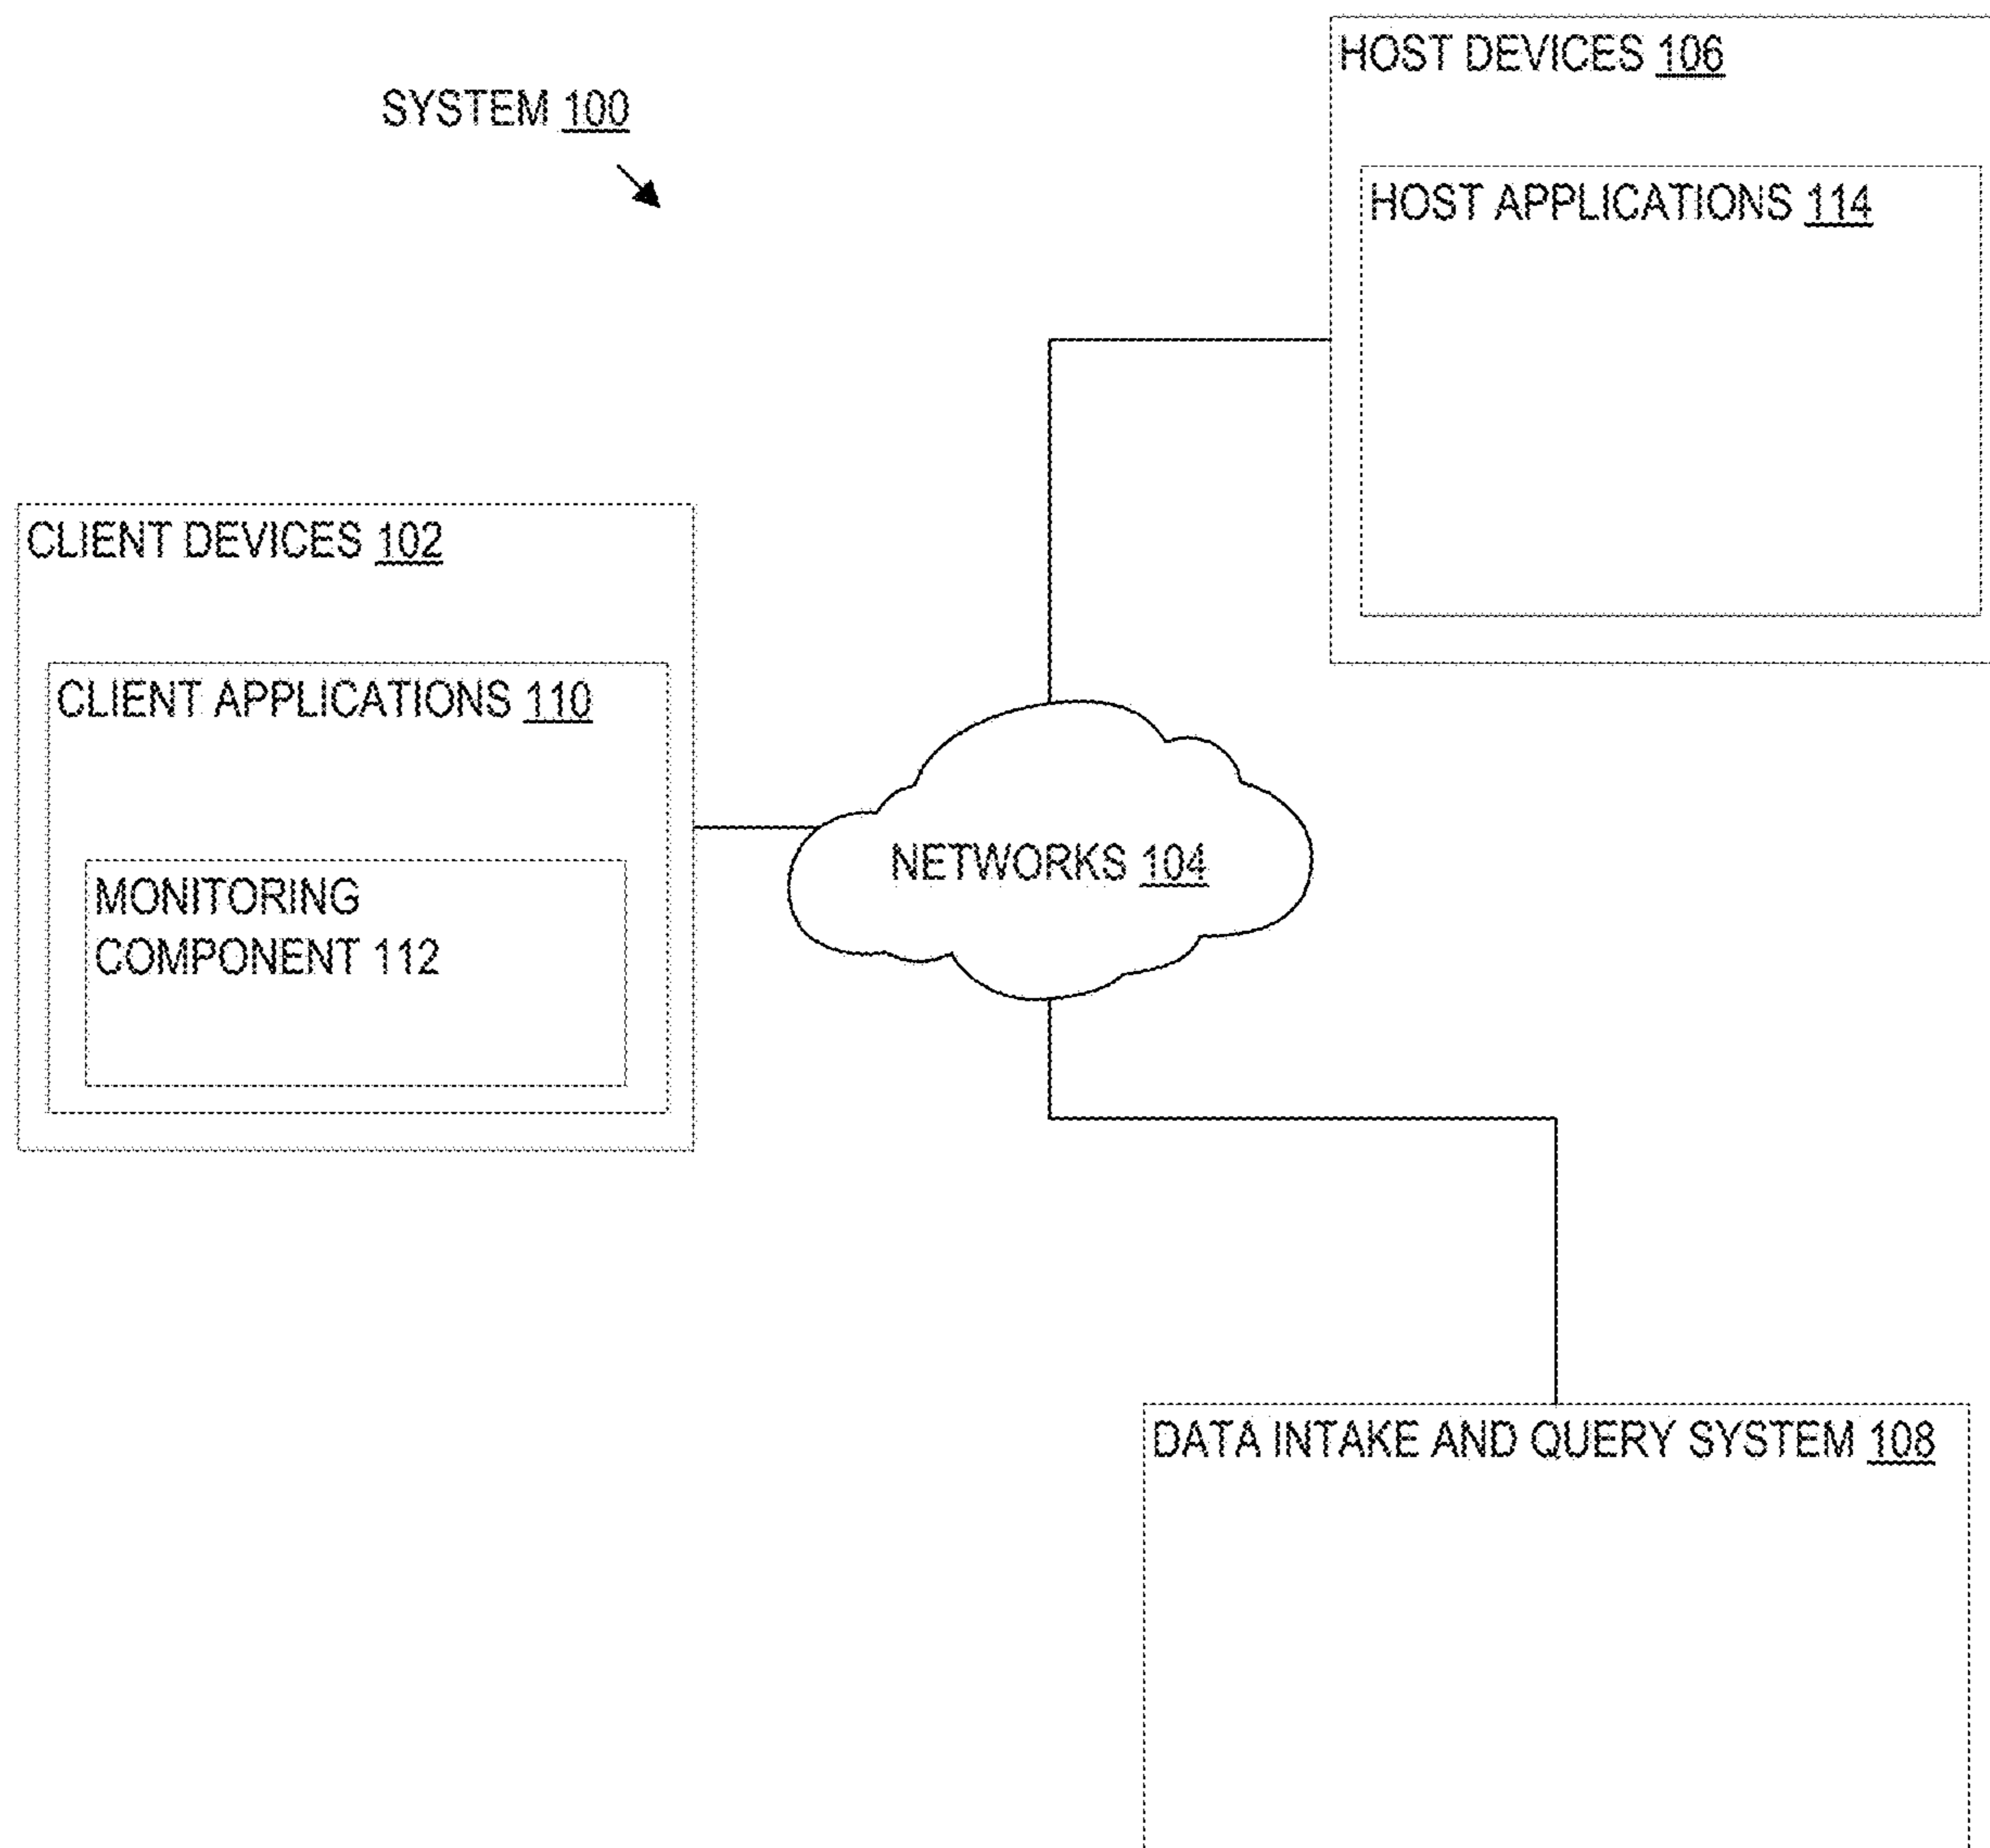 SYSTEM 100
HOST DEVICES 106
HOST APPLICATIONS 114
CLIENT DEVICES 102
CLIENT APPLICATIONS 110
MONITORING
COMPONENT 112
NETWORKS 104
DATA INTAKE AND QUERY SYSTEM 108